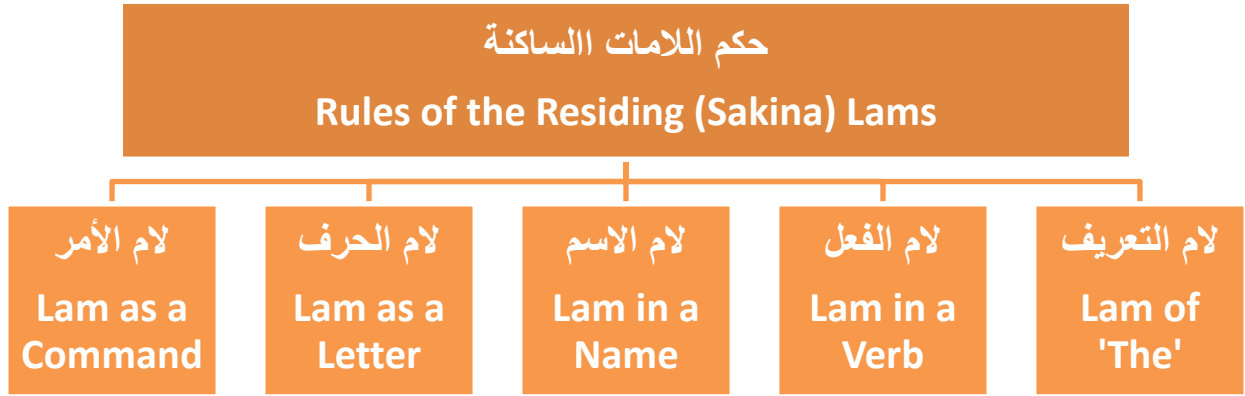 حكم اللامات االساكنة
Rules of the Residing (Sakina) Lams
لام الأمر
Lam as a
Command
لام الحرف
Lam as a
Letter
لام الاسم
Lam in a
Name
لام الفعل
Lam in a
Verb
لام التعريف
Lam of
'The'